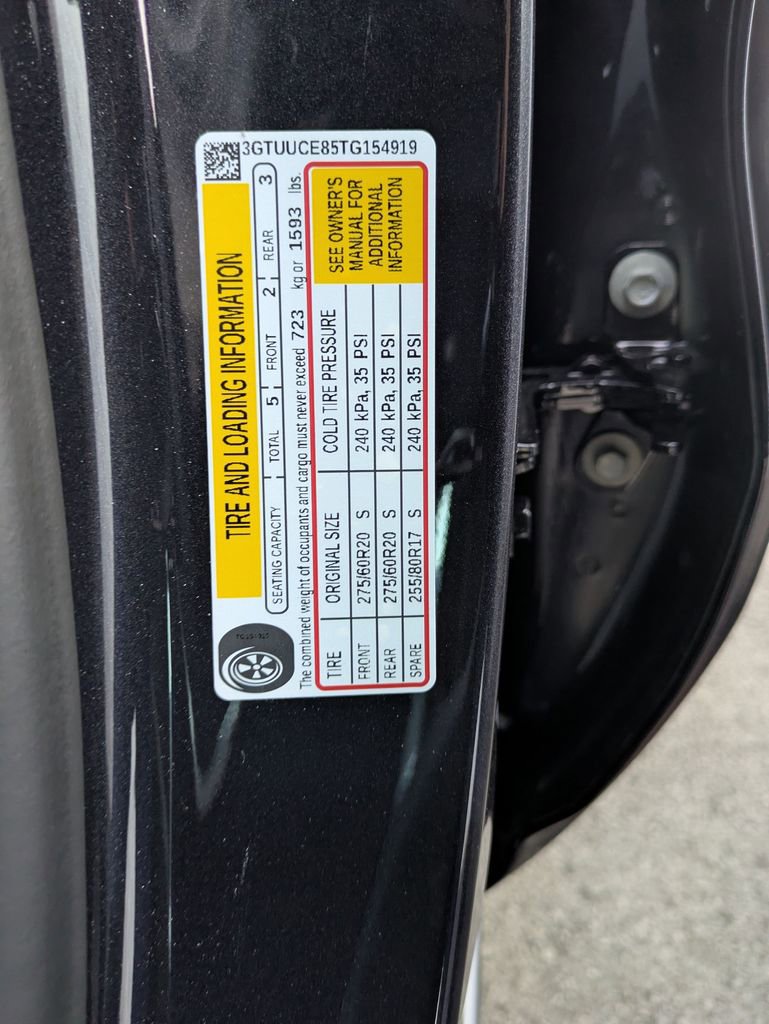 3GTUUCE85TG154919
TIRE AND LOADING INFORMATION
SEATING CAPACITY TOTAL 5 FRONT 2 REAR 3
The combined weight of occupants and cargo must never exceed 723 kg or 1593 lbs.
TIRE ORIGINAL SIZE COLD TIRE PRESSURE
FRONT 275/60R20 S 240 kPa, 35 PSI
REAR 275/60R20 S 240 kPa, 35 PSI
SPARE 255/80R17 S 240 kPa, 35 PSI
SEE OWNER'S
MANUAL FOR
ADDITIONAL
INFORMATION